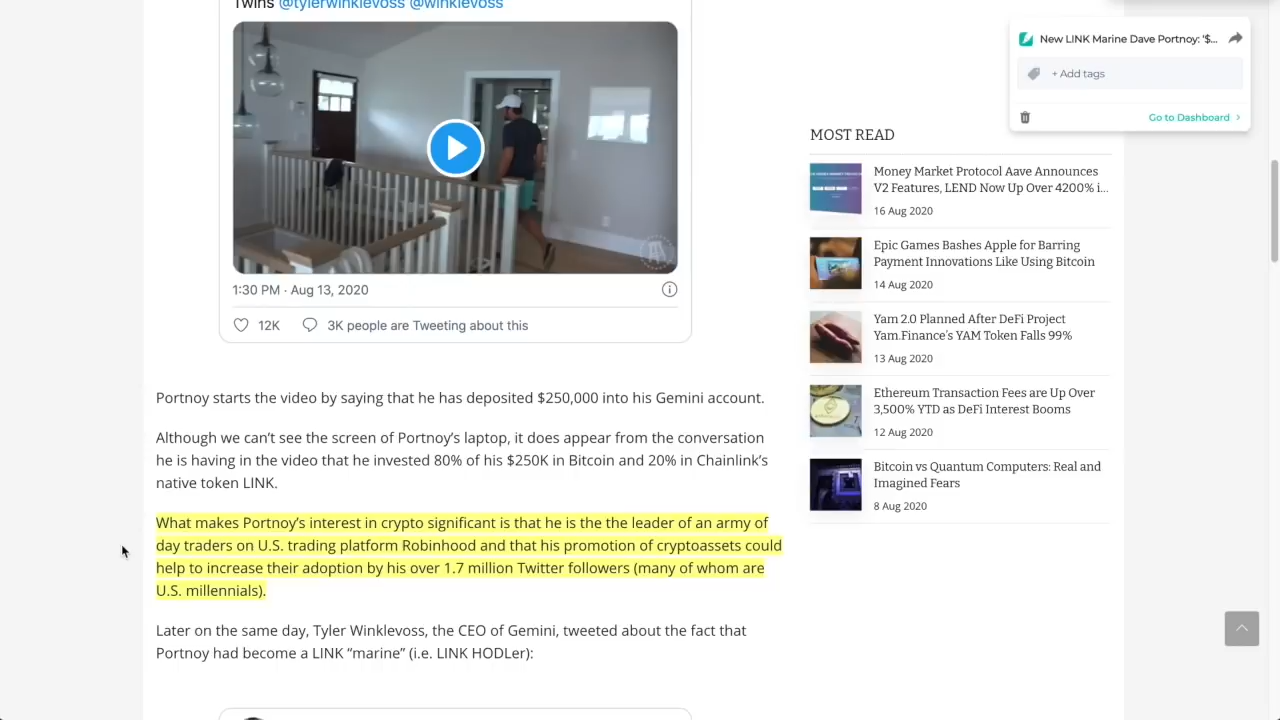 Twins @tylerwinklevoss @winklevoss
1:30 PM · Aug 13, 2020
12K 3K people are Tweeting about this
Portnoy starts the video by saying that he has deposited $250,000 into his Gemini account.
Although we can’t see the screen of Portnoy’s laptop, it does appear from the conversation
he is having in the video that he invested 80% of his $250K in Bitcoin and 20% in Chainlink’s
native token LINK.
What makes Portnoy’s interest in crypto significant is that he is the the leader of an army of
day traders on U.S. trading platform Robinhood and that his promotion of cryptoassets could
help to increase their adoption by his over 1.7 million Twitter followers (many of whom are
U.S. millennials).
Later on the same day, Tyler Winklevoss, the CEO of Gemini, tweeted about the fact that
Portnoy had become a LINK “marine” (i.e. LINK HODLer):
New LINK Marine Dave Portnoy: ‘$...
+ Add tags
Go to Dashboard >
MOST READ
Money Market Protocol Aave Announces
V2 Features, LEND Now Up Over 4200% i...
16 Aug 2020
Epic Games Bashes Apple for Barring
Payment Innovations Like Using Bitcoin
14 Aug 2020
Yam 2.0 Planned After DeFi Project
Yam.Finance’s YAM Token Falls 99%
13 Aug 2020
Ethereum Transaction Fees are Up Over
3,500% YTD as DeFi Interest Booms
12 Aug 2020
Bitcoin vs Quantum Computers: Real and
Imagined Fears
8 Aug 2020